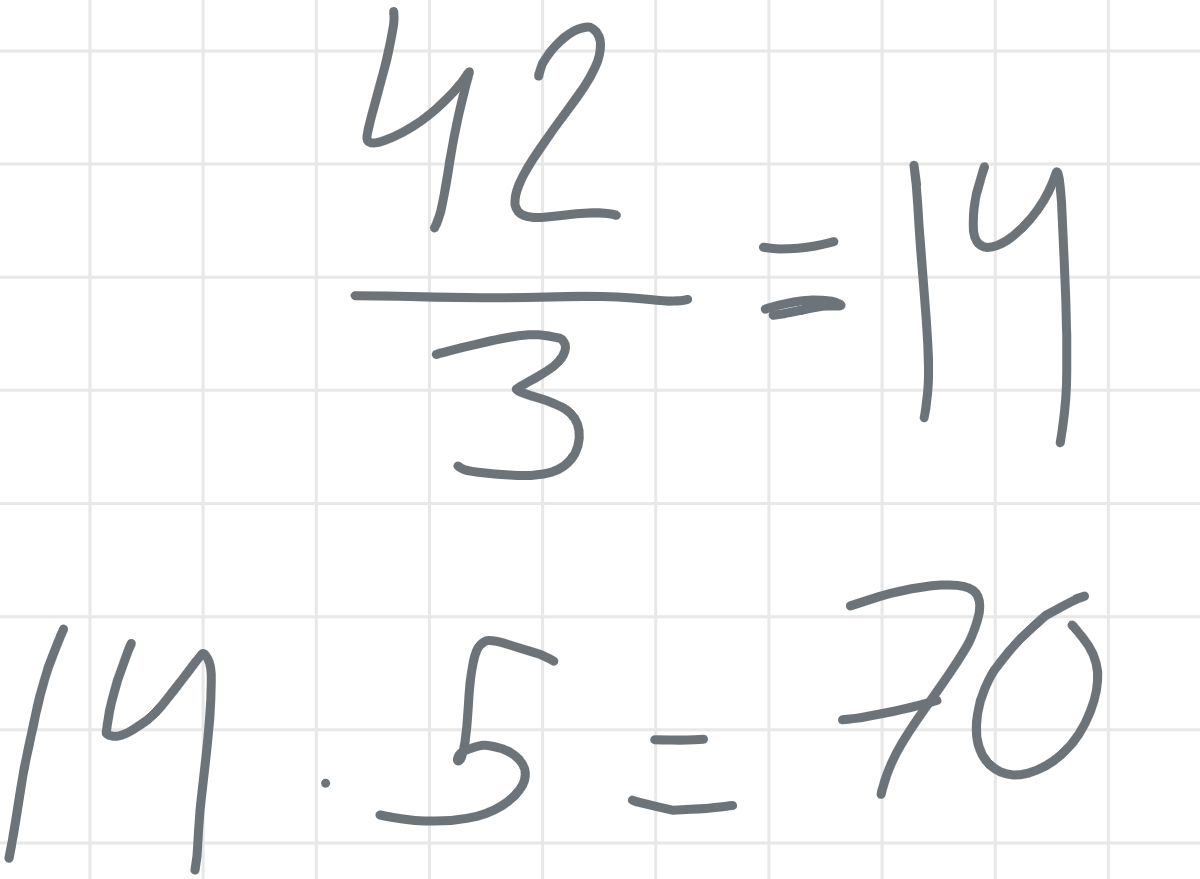 42/3 = 14
14 · 5 = 70